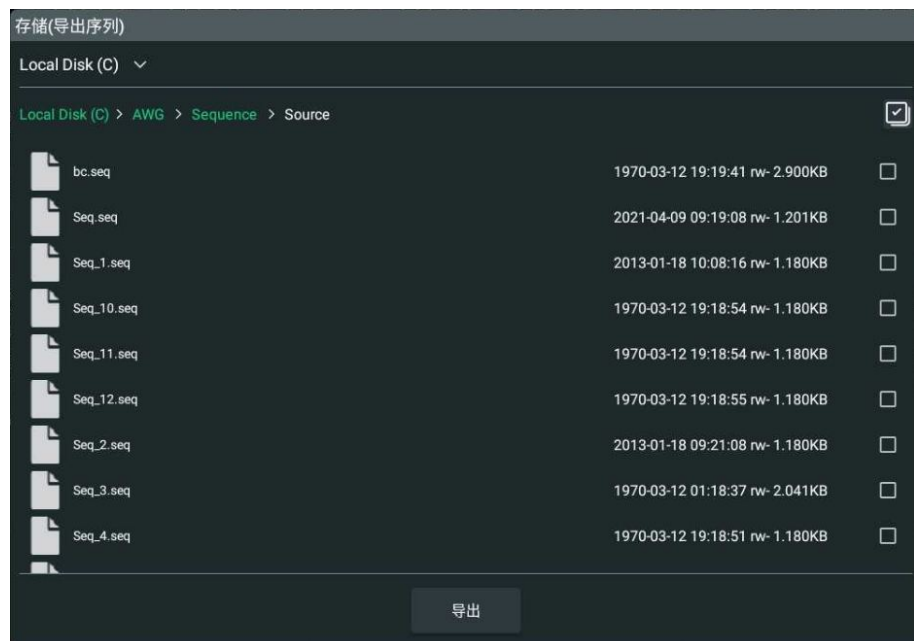 存储(导出序列)
Local Disk (C)
Local Disk (C) > AWG > Sequence > Source
bc.seq 1970-03-12 19:19:41 rw- 2.900KB
Seq.seq 2021-04-09 09:19:08 rw- 1.201KB
Seq_1.seq 2013-01-18 10:08:16 rw- 1.180KB
Seq_10.seq 1970-03-12 19:18:54 rw- 1.180KB
Seq_11.seq 1970-03-12 19:18:54 rw- 1.180KB
Seq_12.seq 1970-03-12 19:18:55 rw- 1.180KB
Seq_2.seq 2013-01-18 09:21:08 rw- 1.180KB
Seq_3.seq 1970-03-12 01:18:37 rw- 2.041KB
Seq_4.seq 1970-03-12 19:18:51 rw- 1.180KB
导出